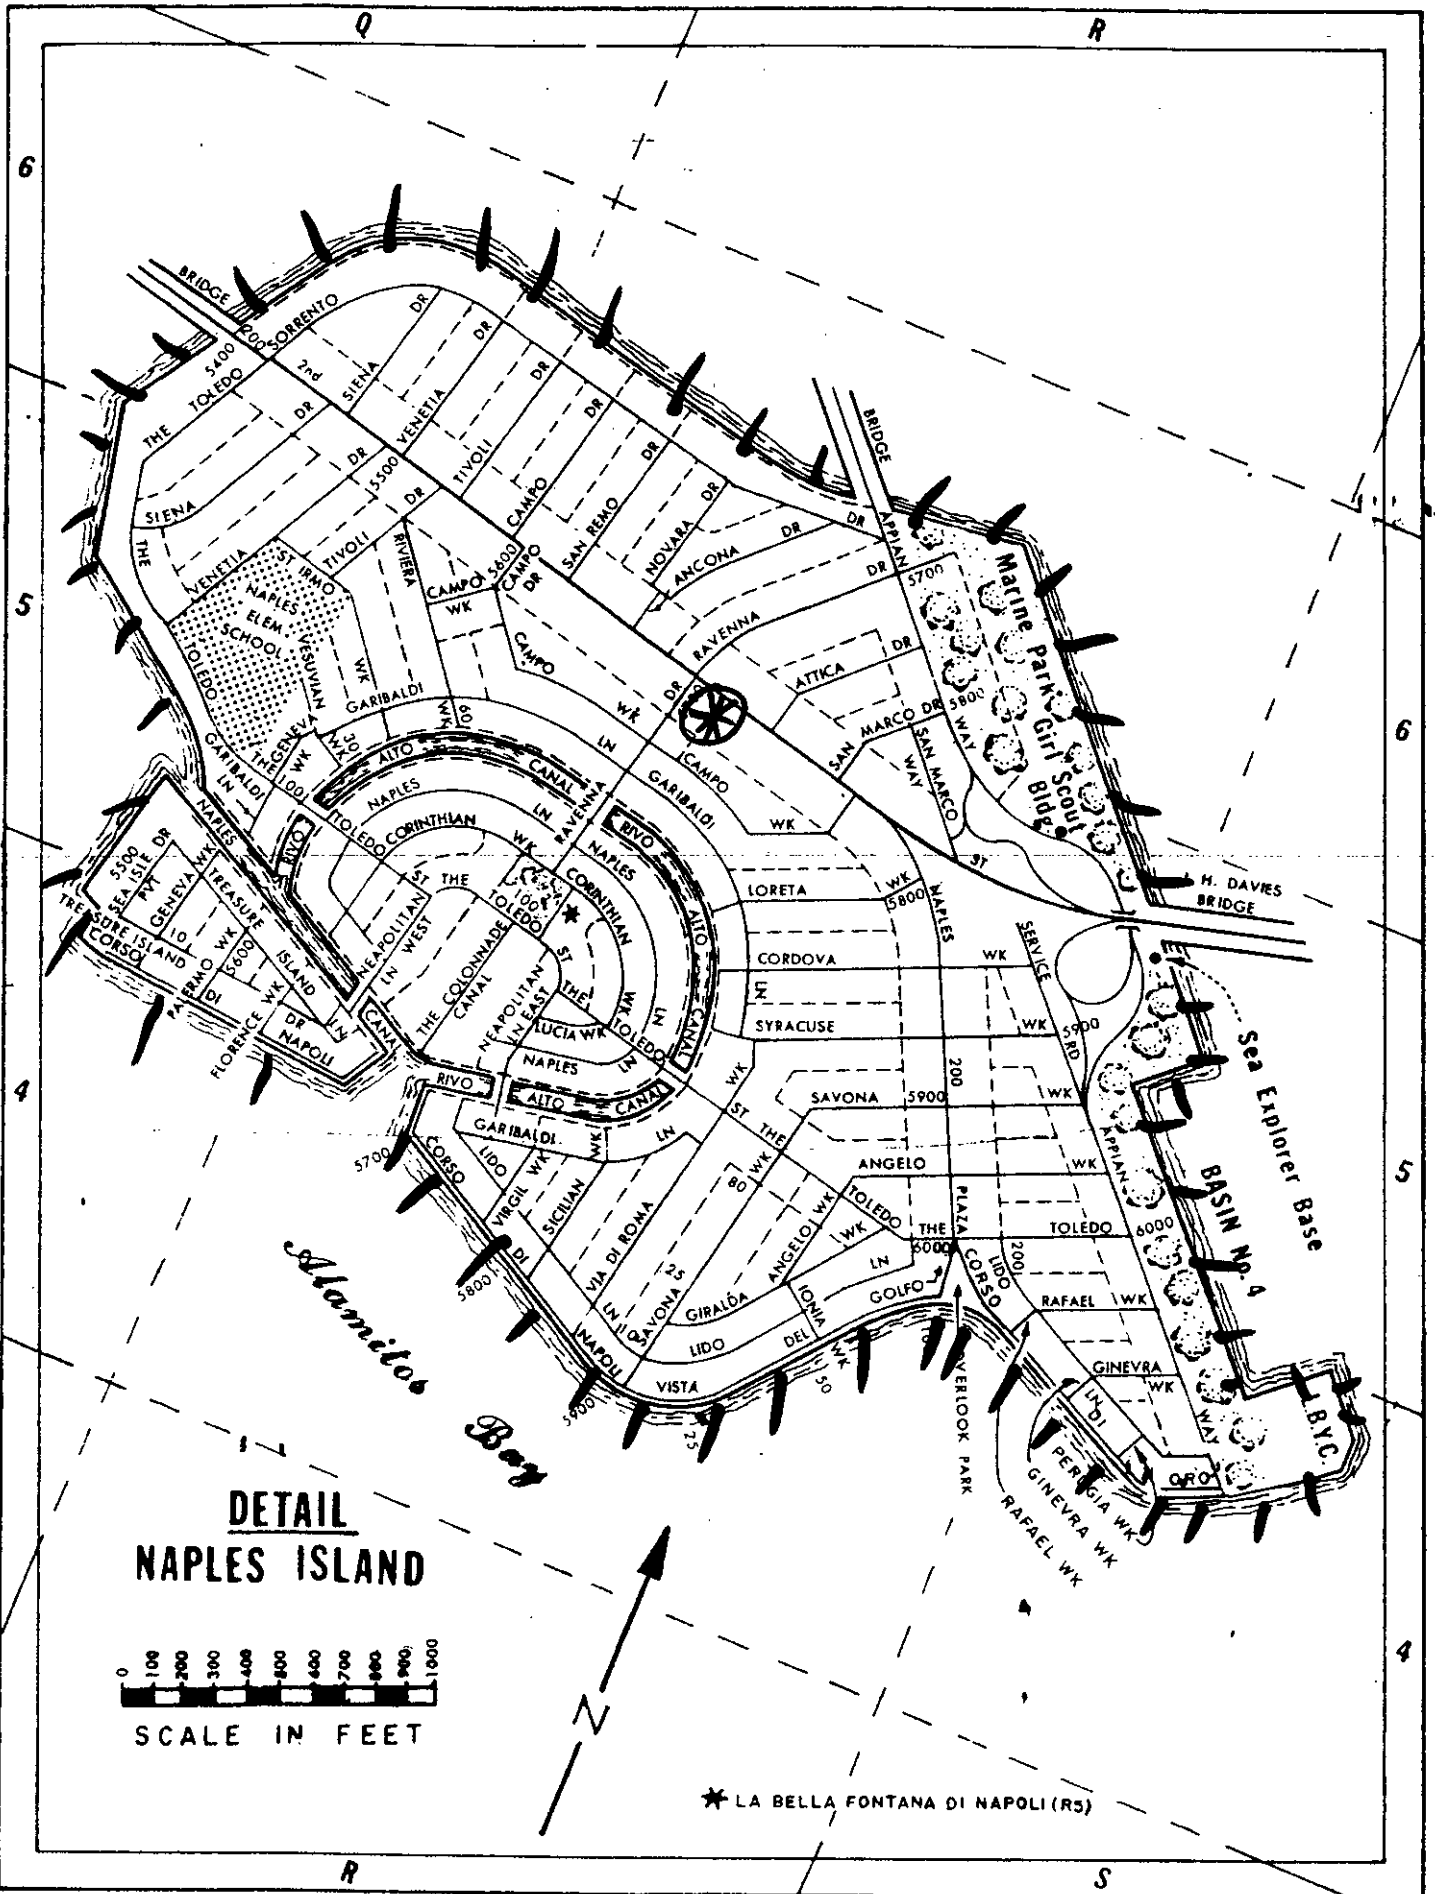 Q
R
6
BRIDGE
200
SORRENTO
5400
2nd
THE TOLEDO
SIENA DR
DR
VENETIA DR
DR
TIVOLI DR
DR
5500
CAMPO DR
SAN REMO DR
NOVARA DR
ANCONA DR
DR
BRIDGE
APPIAN
WAY
5
SIENA
THE
TOLEDO
VENETIA
ST IRMO
TIVOLI
DR
RIVIERA
NAPLES
ELEM.
SCHOOL
VESUVIAN
WK
CAMPO
WK
5600
CAMPO
DR
CAMPO
WK
CAMPO
WK
RAVENNA
DR
5700
DR
ATTICA
DR
SAN
MARCO DR
5800
SAN MARCO
WAY
Marine Park
Girl Scout
Bldg
6
GARIBALDI
LN
GENEVA
WK
30
WK
60
WK
GARIBALDI
LN
THE
100
ALTO
CANAL
RIVO
NAPLES
LN
RAVENNA
TOLEDO
CORINTHIAN
WK
GARIBALDI
RIVO
NAPLES
ALTO
CANAL
ST
H. DAVIES
BRIDGE
NAPLES
5500
SEA ISLE DR
PVT
GENEVA WK
TREASURE
ISLAND
LN
10
TREASURE ISLAND
CORSO
DI
NAPOLI
PALERMO WK
5600
FLORENCE WK
DR
CANAL
ST
THE
TOLEDO
100
NEAPOLITAN
LN WEST
THE COLONNADE
CANAL
NEAPOLITAN
LN EAST
CORINTHIAN
WK
ST
THE
TOLEDO
LUCIA WK
NAPLES
LN
LN
LORETA
WK
5800
NAPLES
CORDOVA
WK
LN
SYRACUSE
WK
SERVICE
RD
5900
Sea Explorer Base
4
RIVO
ALTO
CANAL
GARIBALDI
LN
WK
ST
THE
SAVONA
5900
WK
200
ANGELO
WK
APPIAN
WAY
BASIN NO. 4
5
5700
CORSO
DI
NAPOLI
LIDO
VIRGIL WK
SICILIAN
WK
VIA DI ROMA
LN
10
SAVONA
WK
80
25
5800
5900
ANGELO WK
TOLEDO
WK
THE
6000
TOLEDO
6000
PLAZA
CORSO
LIDO
200
GIRALDA
LN
IONIA
WK
LIDO
VISTA
DEL
GOLFO
25
50
OVERLOOK PARK
RAFAEL
WK
GINEVRA
WK
LN
DI
ORO
L.B.Y.C.
PERUGIA WK
GINEVRA WK
RAFAEL WK
Alamitos
Bay
DETAIL
NAPLES ISLAND
0 100 200 300 400 500 600 700 800 900 1000
SCALE IN FEET
N
4
* LA BELLA FONTANA DI NAPOLI (R5)
R
S